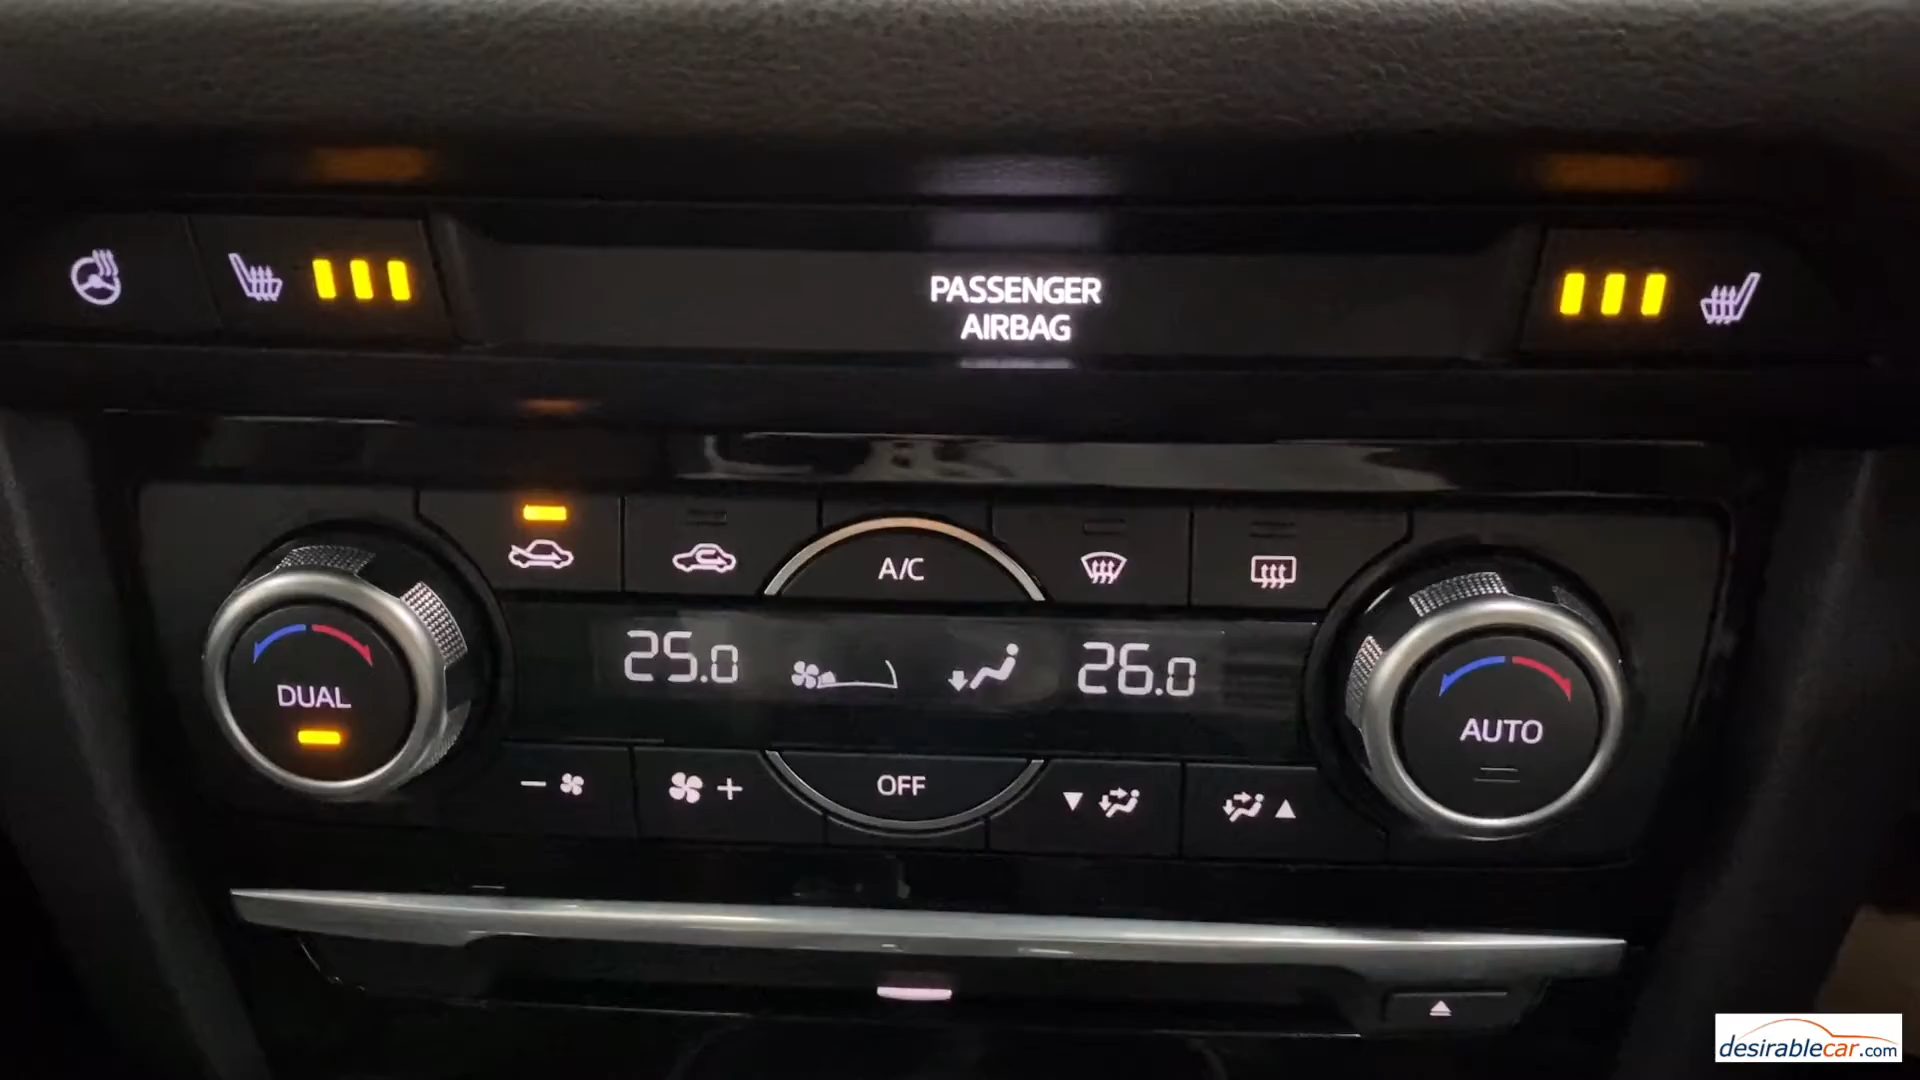 PASSENGER
AIRBAG
A/C
25.0
26.0
DUAL
AUTO
OFF
desirablecar.com